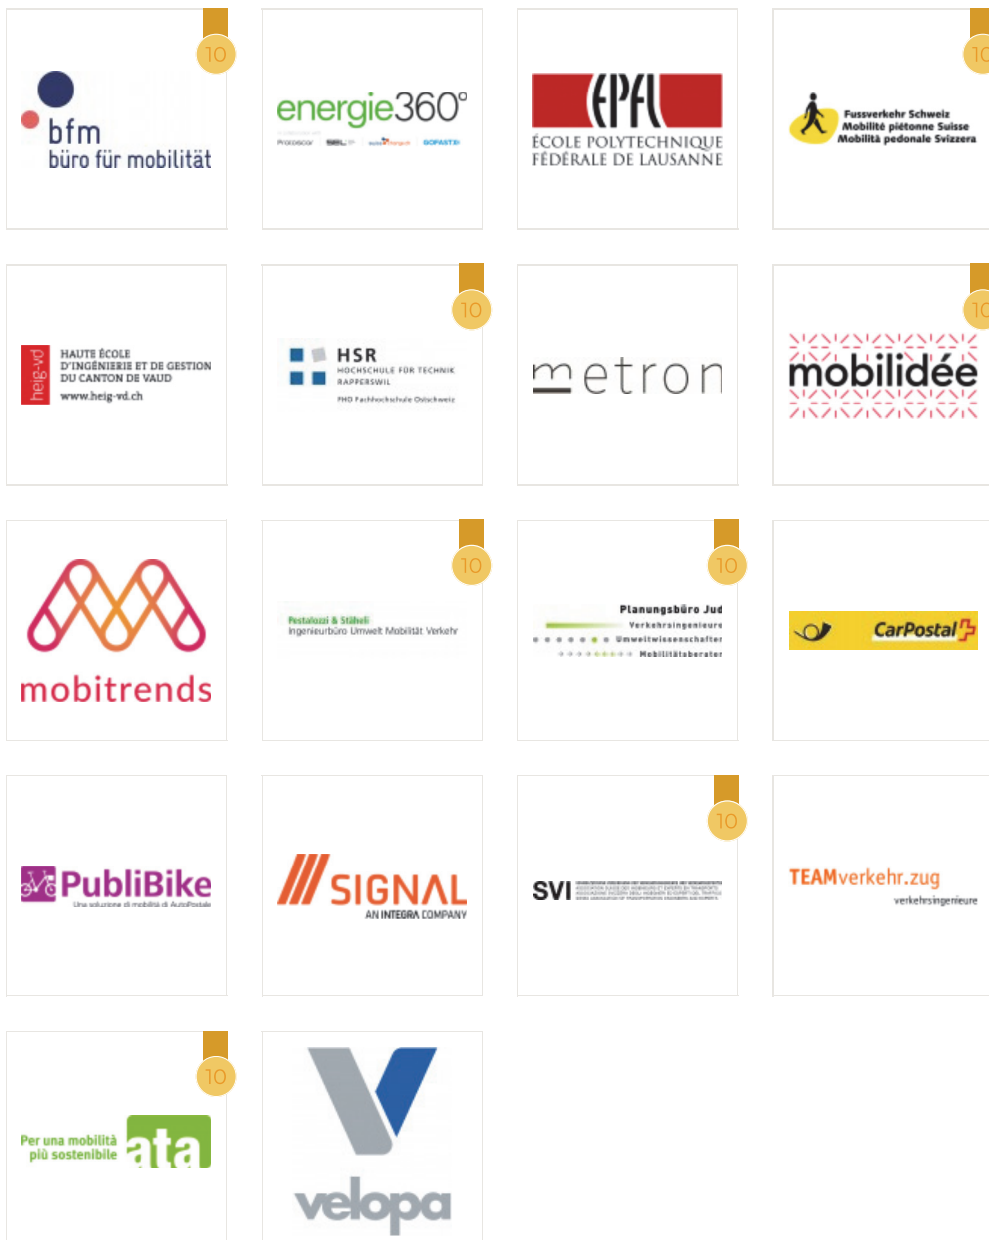 10
bfm
büro für mobilität
energie360°
GOFAST
EPFL
ÉCOLE POLYTECHNIQUE
FÉDÉRALE DE LAUSANNE
10
Fussverkehr Schweiz
Mobilité piétonne Suisse
Mobilità pedonale Svizzera
heig-vd
HAUTE ÉCOLE
D'INGÉNIERIE ET DE GESTION
DU CANTON DE VAUD
www.heig-vd.ch
10
HSR
HOCHSCHULE FÜR TECHNIK
RAPPERSWIL
FHO Fachhochschule Ostschweiz
metron
10
mobilidée
mobitrends
10
Pestalozzi & Stäheli
Ingenieurbüro Umwelt Mobilität Verkehr
10
Planungsbüro Jud
Verkehrsingenieure
Umweltwissenschafter
Mobilitätsberater
CarPostal
PubliBike
Una soluzione di mobilità di AutoPostale
SIGNAL
AN INTEGRA COMPANY
10
SVI
TEAMverkehr.zug
verkehrsingenieure
10
Per una mobilità
più sostenibile
ata
velopa